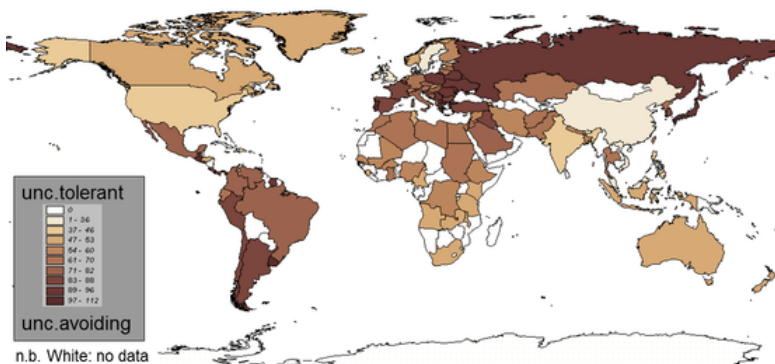 unc.tolerant
0
1 - 36
37 - 46
47 - 53
54 - 60
61 - 70
71 - 82
83 - 88
89 - 96
97 - 112
unc.avoiding
n.b. White: no data